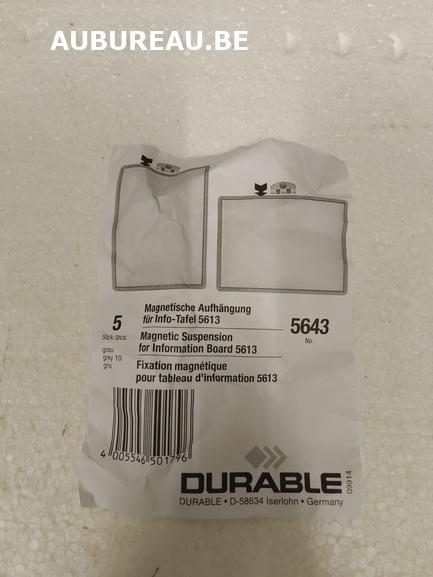 AUBUREAU.BE
5
Stck./pcs.
grau
grey 10
gris
Magnetische Aufhängung
für Info-Tafel 5613
Magnetic Suspension
for Information Board 5613
Fixation magnétique
pour tableau d'information 5613
5643
No.
4 005546 501796
DURABLE
DURABLE • D-58634 Iserlohn • Germany
09914